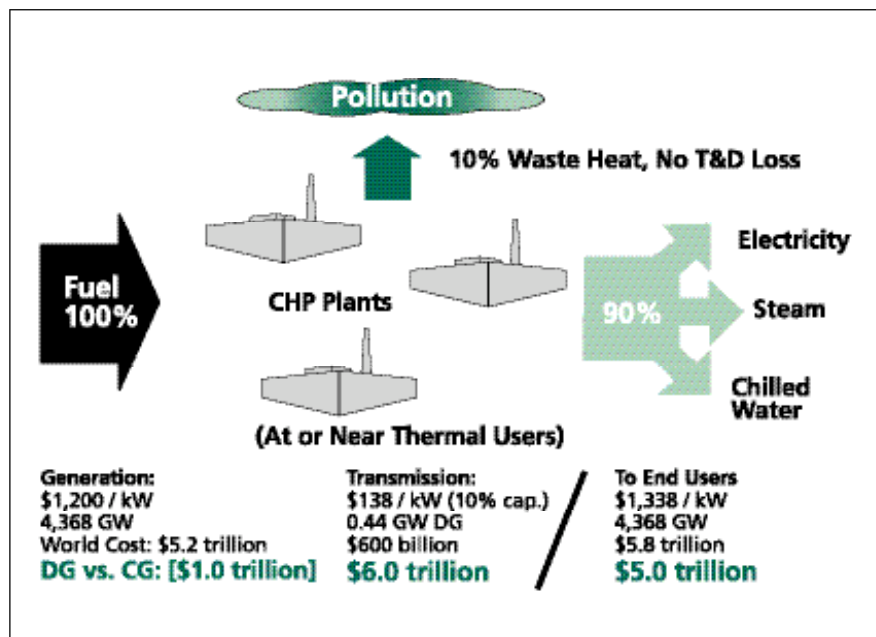 Pollution
10% Waste Heat, No T&D Loss
Fuel
100%
CHP Plants
90%
Electricity
Steam
Chilled
Water
(At or Near Thermal Users)
Generation:
$1,200 / kW
4,368 GW
World Cost: $5.2 trillion
DG vs. CG: [$1.0 trillion]
Transmission:
$138 / kW (10% cap.)
0.44 GW DG
$600 billion
$6.0 trillion
To End Users
$1,338 / kW
4,368 GW
$5.8 trillion
$5.0 trillion